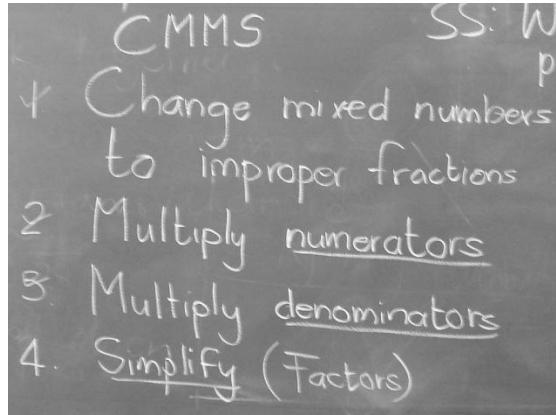 CMMS SS: W
p
1 Change mixed numbers
to improper fractions
2 Multiply numerators
3. Multiply denominators
4. Simplify (Factors)